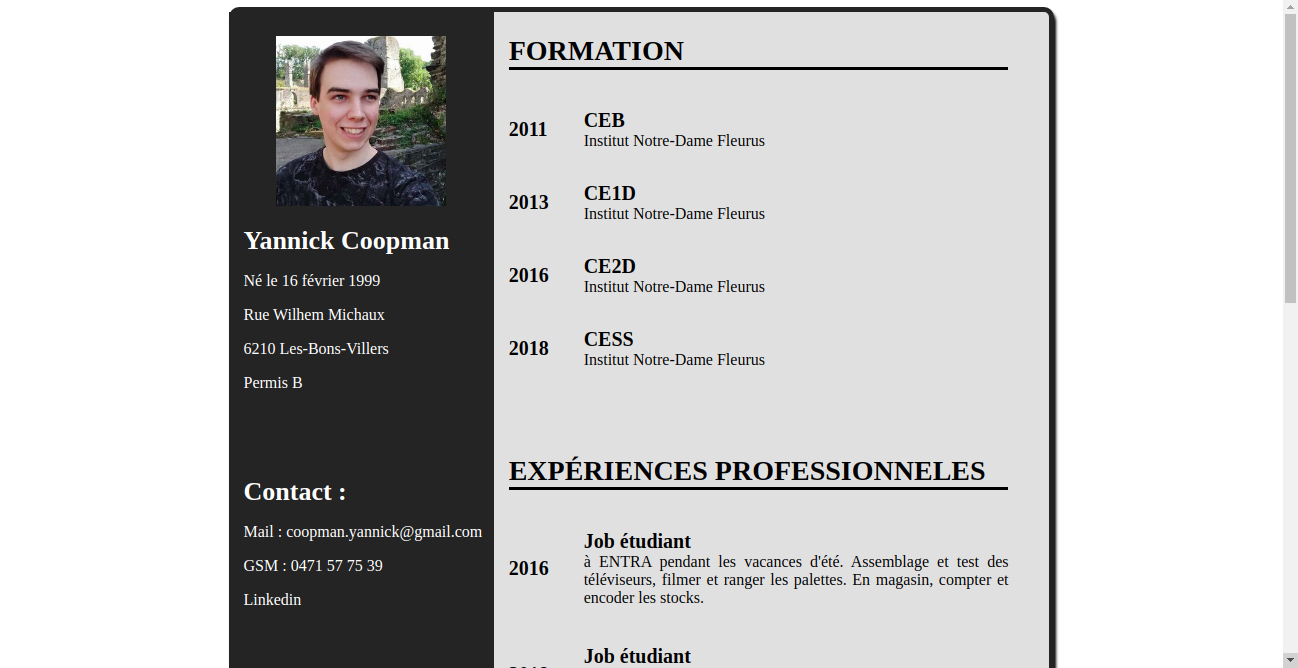 Yannick Coopman
Né le 16 février 1999
Rue Wilhem Michaux
6210 Les-Bons-Villers
Permis B
Contact :
Mail : coopman.yannick@gmail.com
GSM : 0471 57 75 39
Linkedin
FORMATION
2011
CEB
Institut Notre-Dame Fleurus
2013
CE1D
Institut Notre-Dame Fleurus
2016
CE2D
Institut Notre-Dame Fleurus
2018
CESS
Institut Notre-Dame Fleurus
EXPÉRIENCES PROFESSIONNELES
2016
Job étudiant
à ENTRA pendant les vacances d'été. Assemblage et test des
téléviseurs, filmer et ranger les palettes. En magasin, compter et
encoder les stocks.
Job étudiant